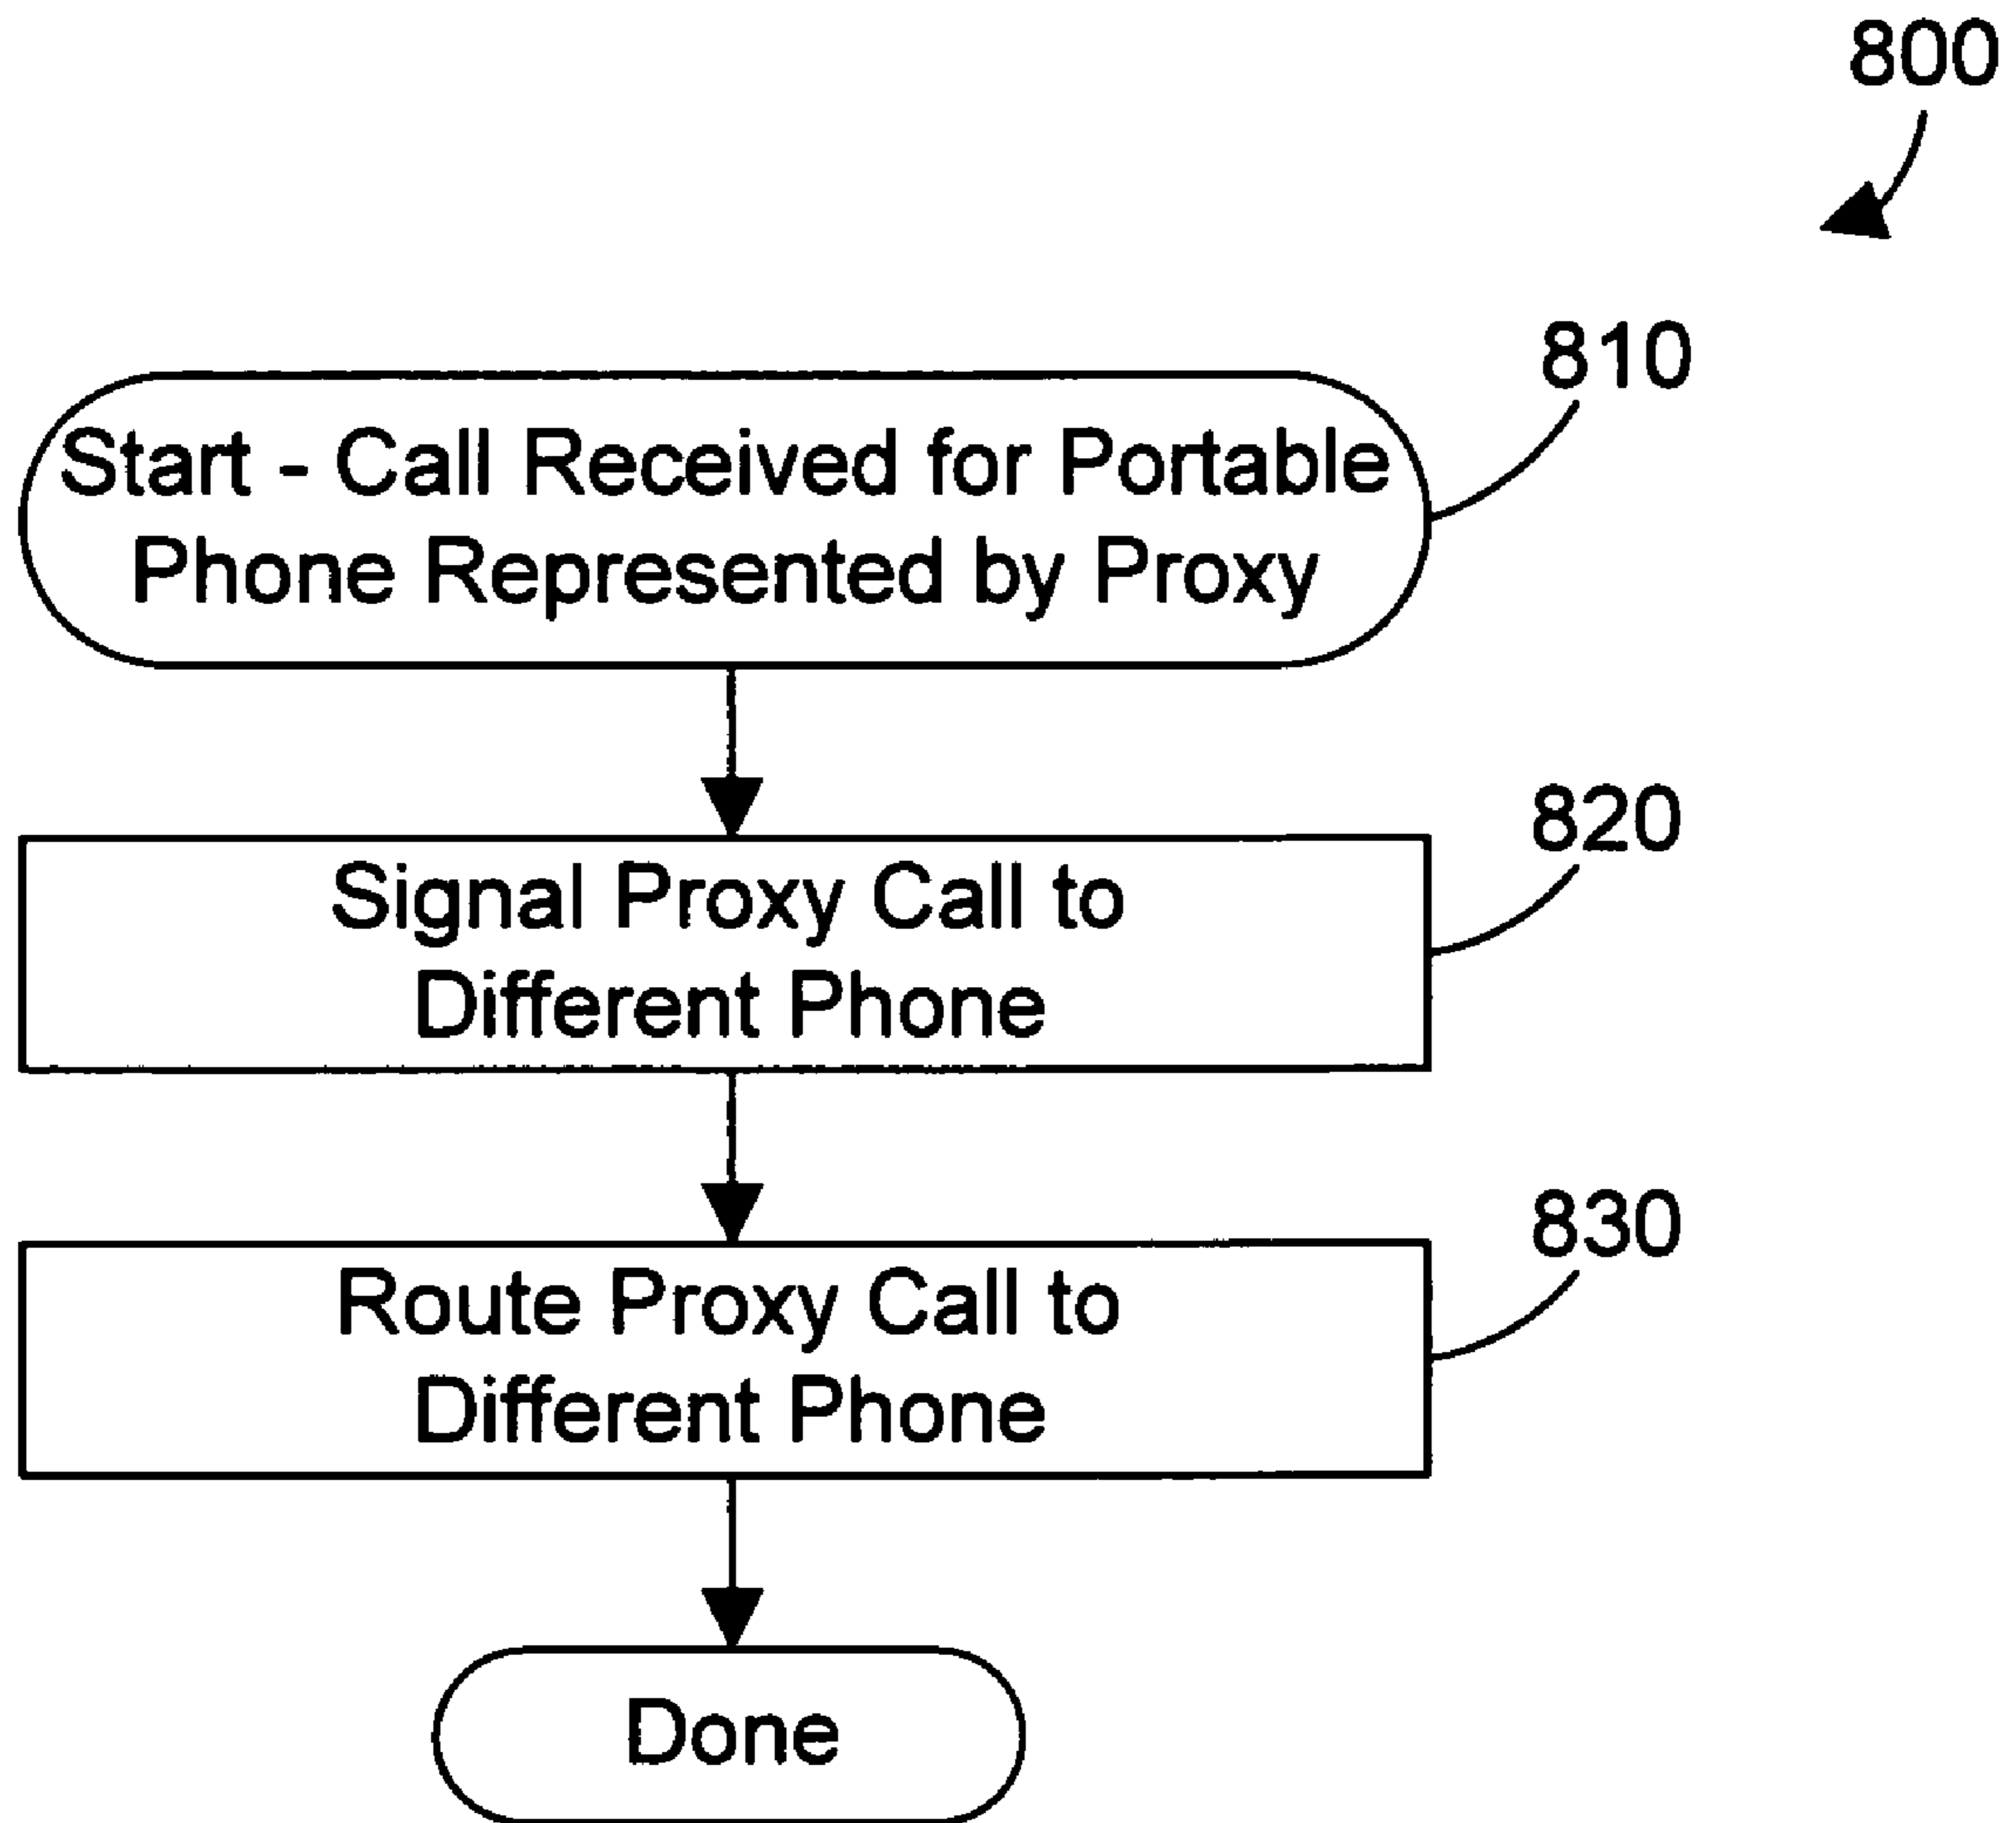 800
810
Start - Call Received for Portable
Phone Represented by Proxy
820
Signal Proxy Call to
Different Phone
830
Route Proxy Call to
Different Phone
Done